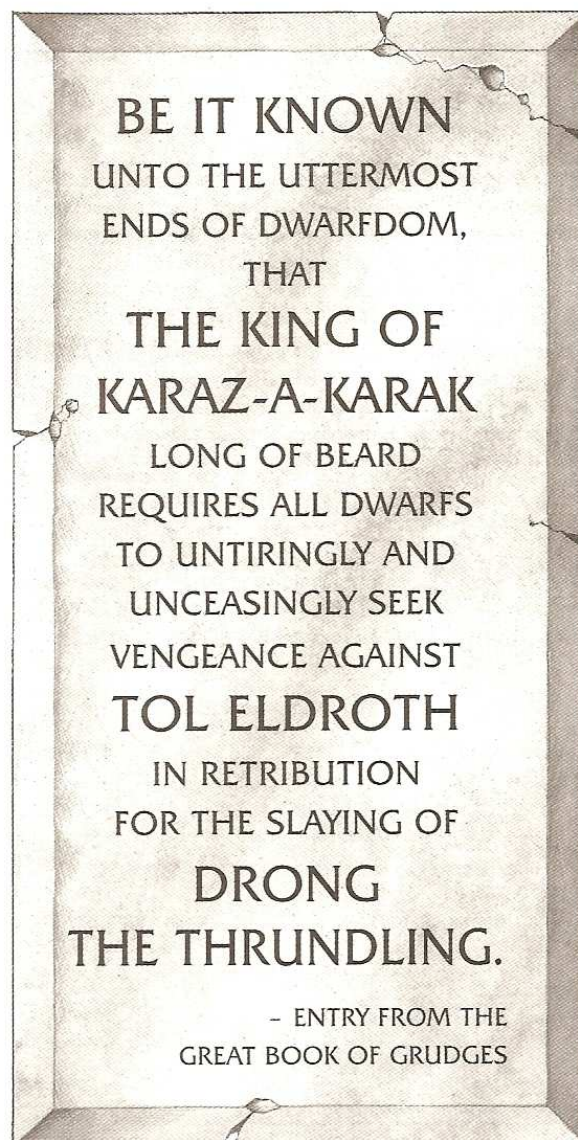 BE IT KNOWN
UNTO THE UTTERMOST
ENDS OF DWARFDOM,
THAT
THE KING OF
KARAZ-A-KARAK
LONG OF BEARD
REQUIRES ALL DWARFS
TO UNTIRINGLY AND
UNCEASINGLY SEEK
VENGEANCE AGAINST
TOL ELDROTH
IN RETRIBUTION
FOR THE SLAYING OF
DRONG
THE THRUNDLING.
- ENTRY FROM THE
GREAT BOOK OF GRUDGES